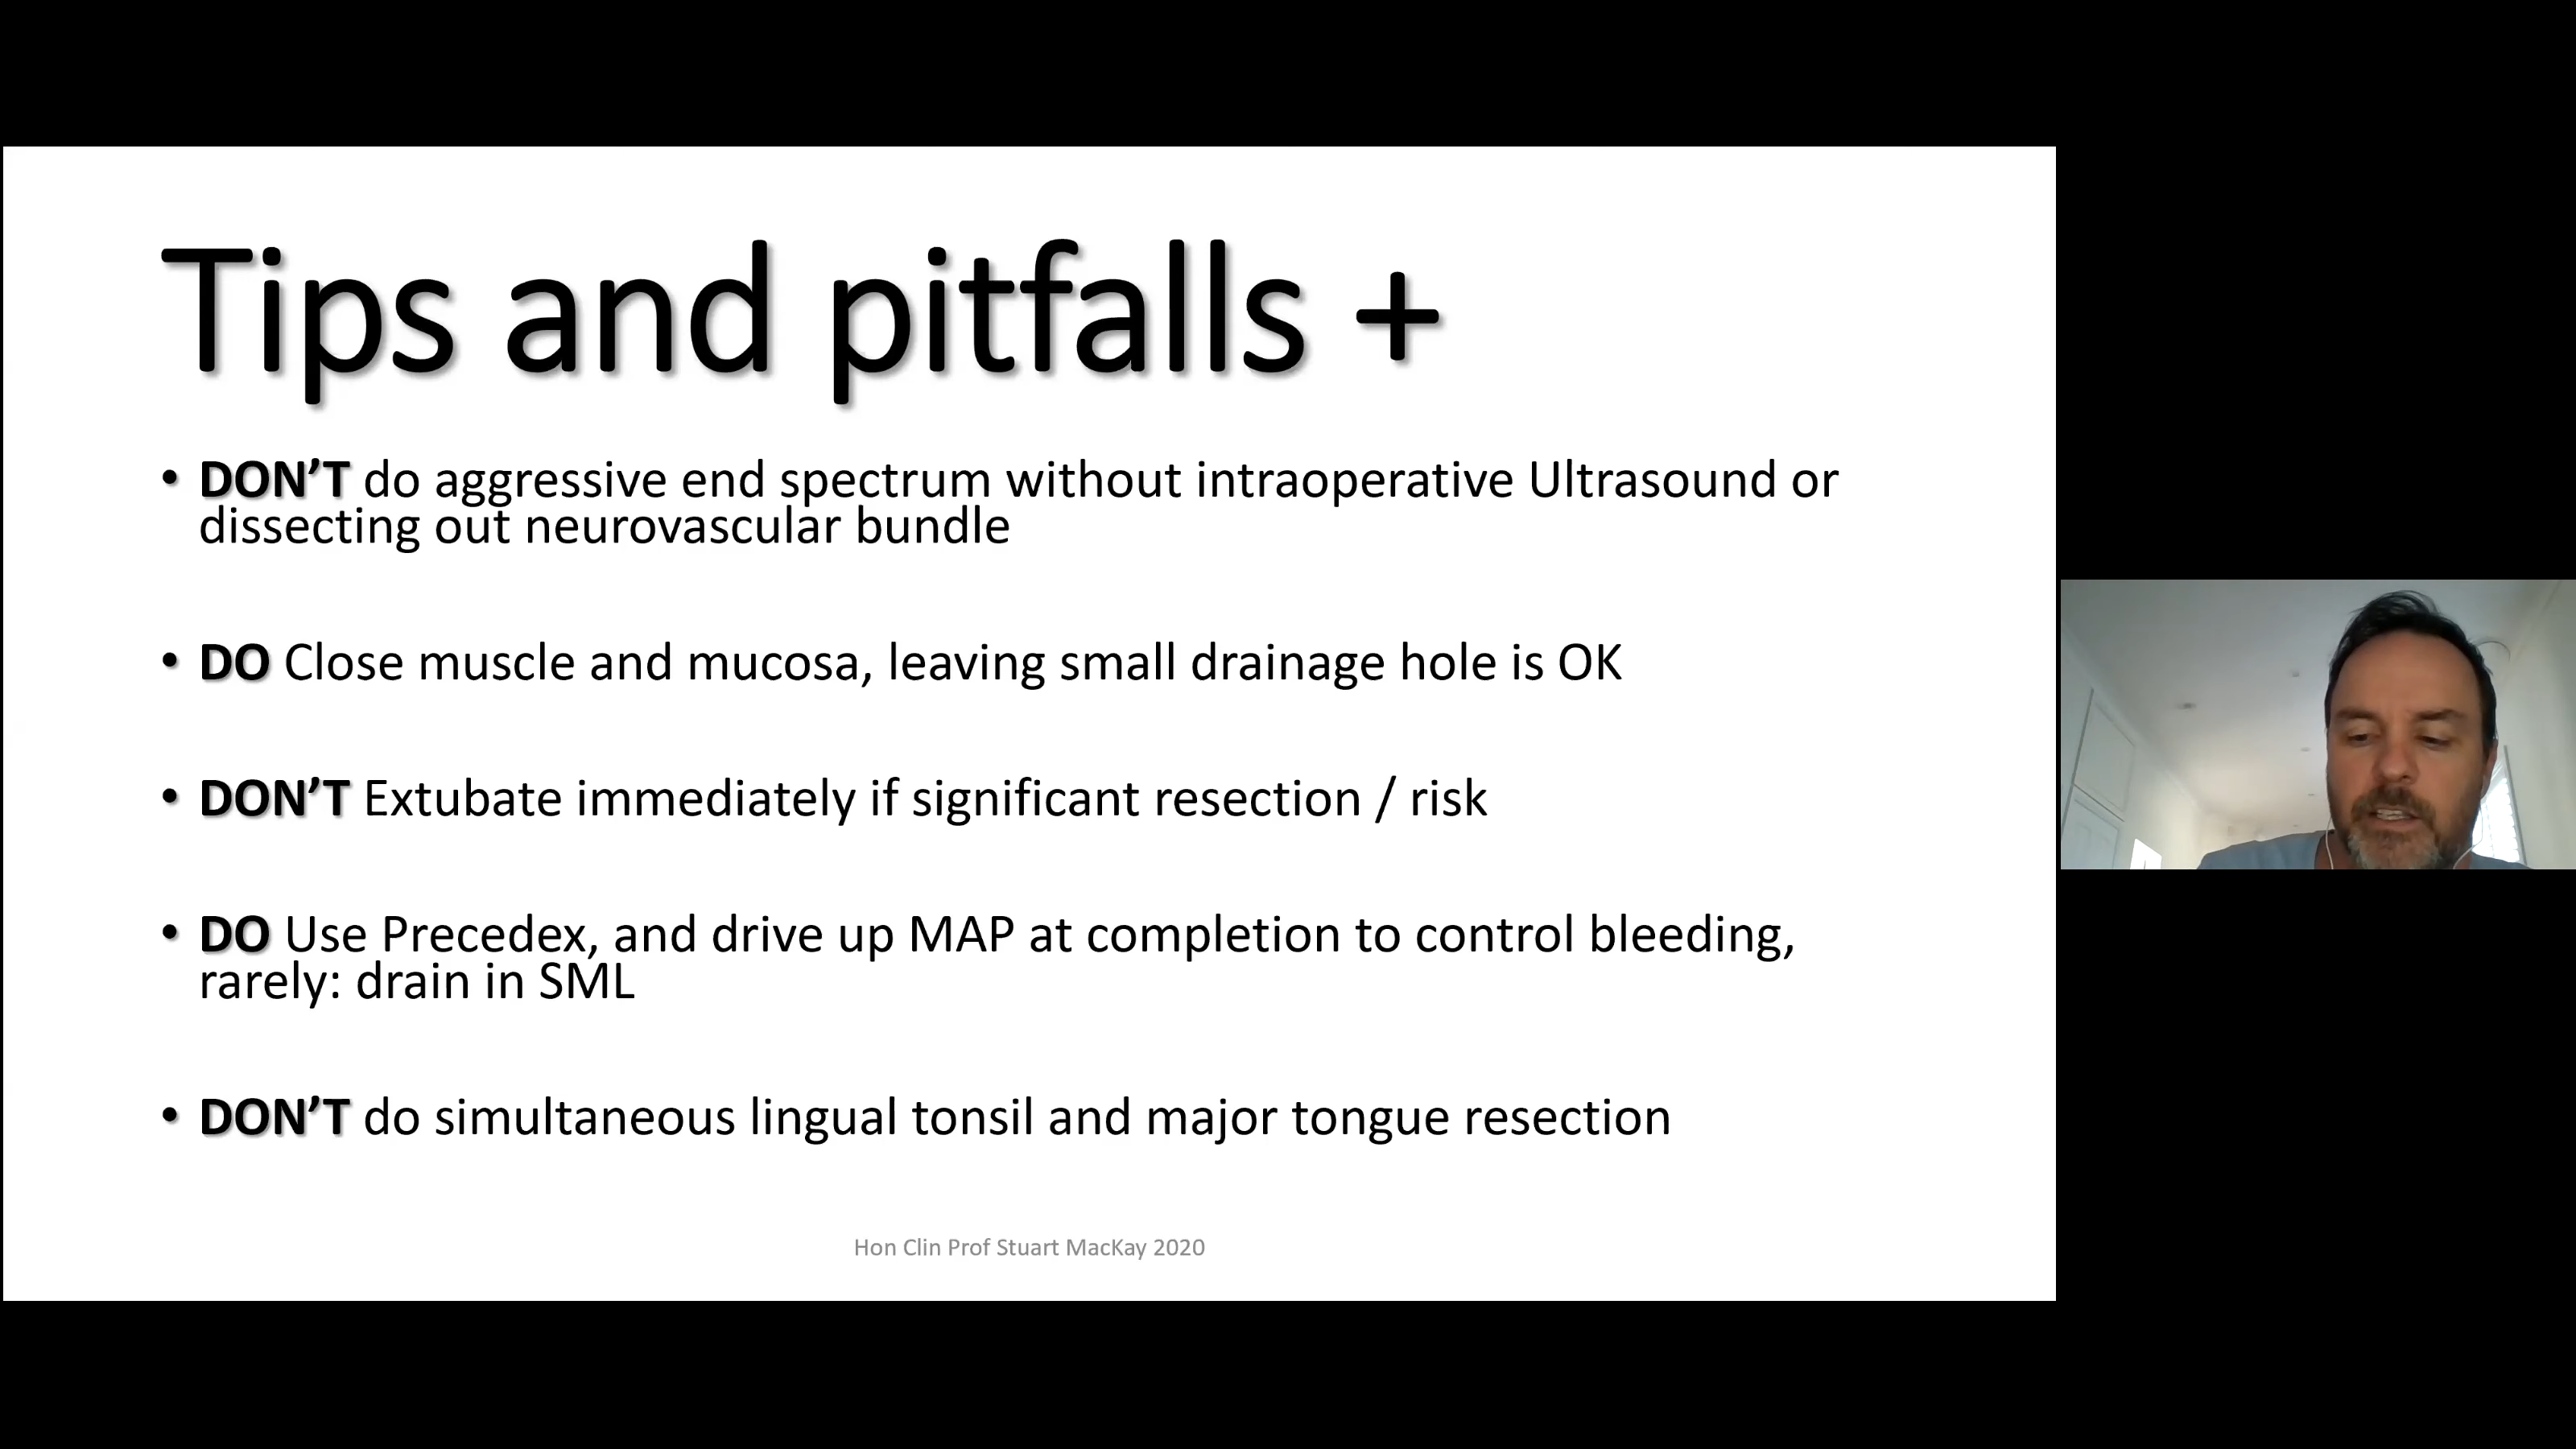 Tips and pitfalls +
• DON’T do aggressive end spectrum without intraoperative Ultrasound or
dissecting out neurovascular bundle
• DO Close muscle and mucosa, leaving small drainage hole is OK
• DON’T Extubate immediately if significant resection / risk
• DO Use Precedex, and drive up MAP at completion to control bleeding,
rarely: drain in SML
• DON’T do simultaneous lingual tonsil and major tongue resection
Hon Clin Prof Stuart MacKay 2020